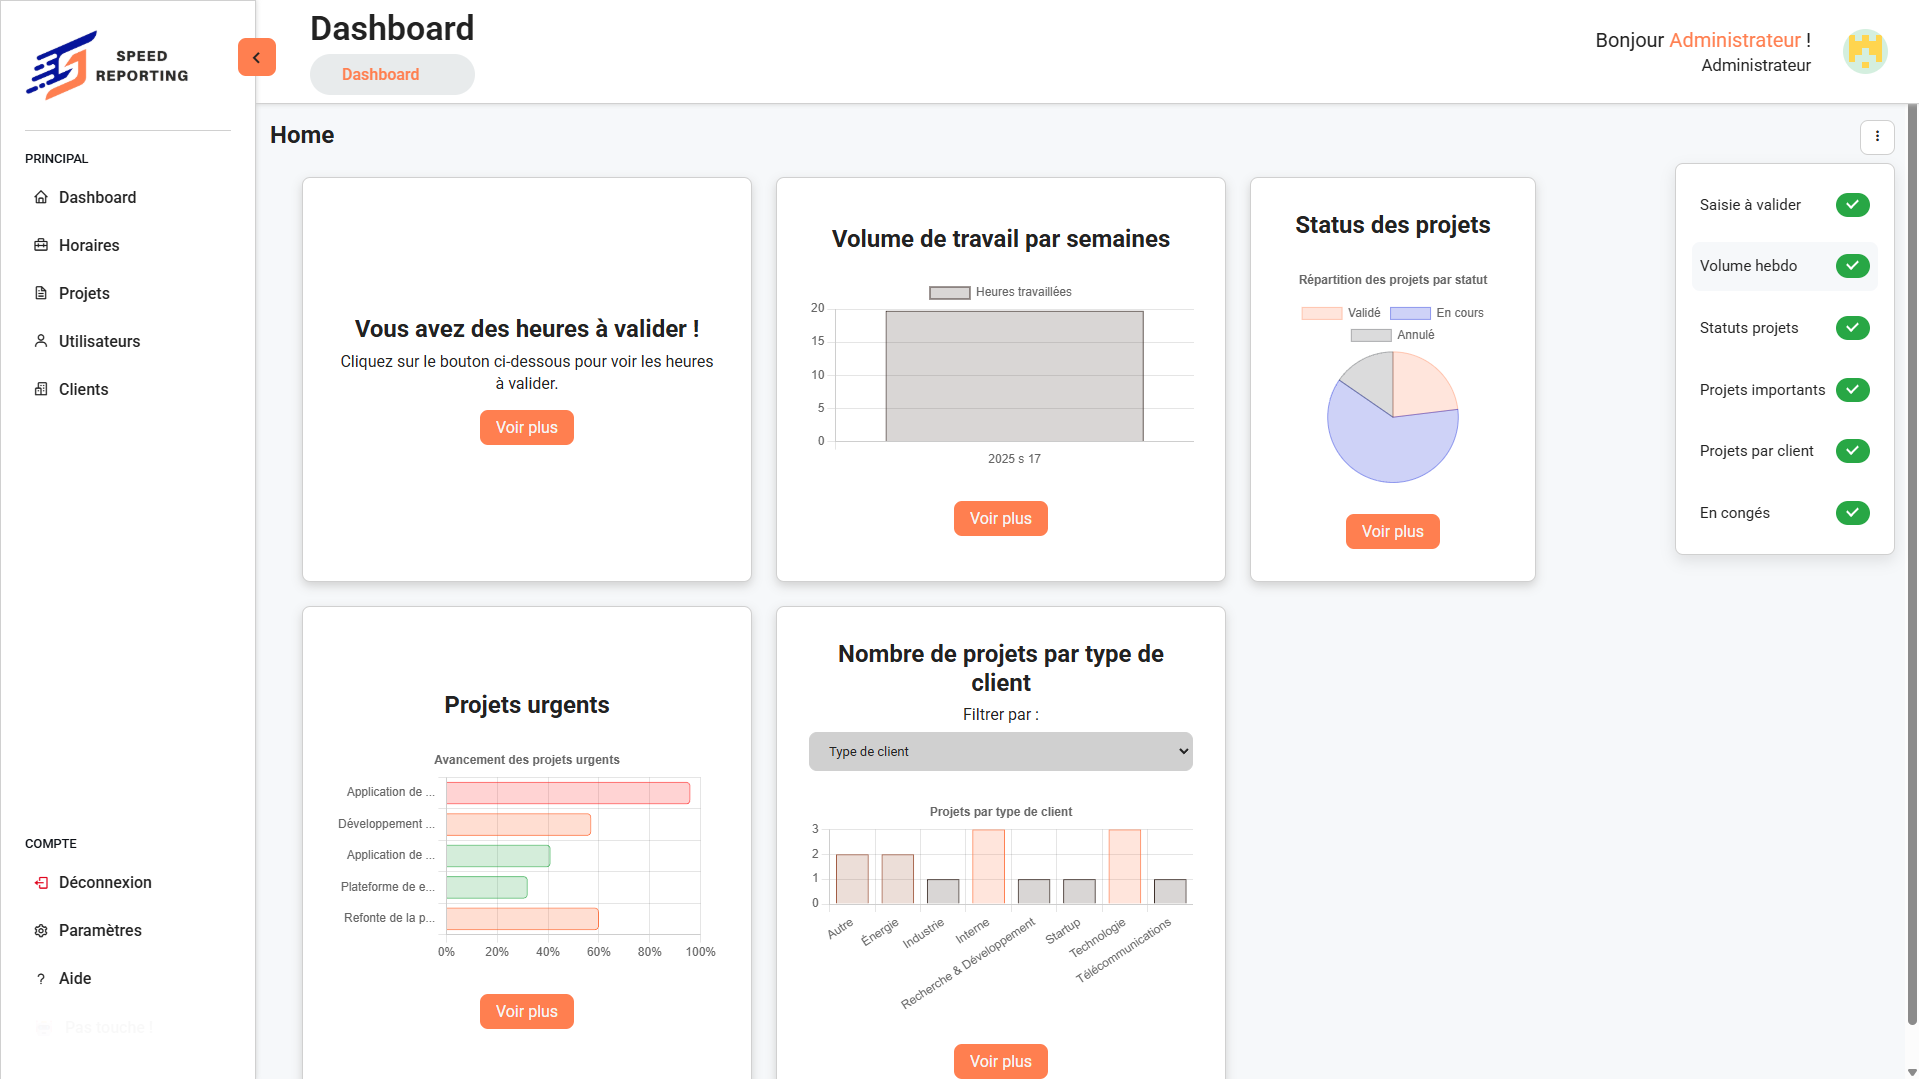 SPEED
REPORTING
PRINCIPAL
Dashboard
Horaires
Projets
Utilisateurs
Clients
COMPTE
Déconnexion
Paramètres
? Aide
Pas touche !
Dashboard
Dashboard
Bonjour Administrateur !
Administrateur
Home
Vous avez des heures à valider !
Cliquez sur le bouton ci-dessous pour voir les heures
à valider.
Voir plus
Volume de travail par semaines
Heures travaillées
20
15
10
5
0
2025 s 17
Voir plus
Status des projets
Répartition des projets par statut
Validé En cours
Annulé
Voir plus
Saisie à valider
Volume hebdo
Statuts projets
Projets importants
Projets par client
En congés
Projets urgents
Avancement des projets urgents
Application de ...
Développement ...
Application de ...
Plateforme de e...
Refonte de la p...
0% 20% 40% 60% 80% 100%
Voir plus
Nombre de projets par type de
client
Filtrer par :
Type de client
Projets par type de client
3
2
1
0
Autre
Énergie
Industrie
Interne
Recherche & Développement
Startup
Technologie
Télécommunications
Voir plus